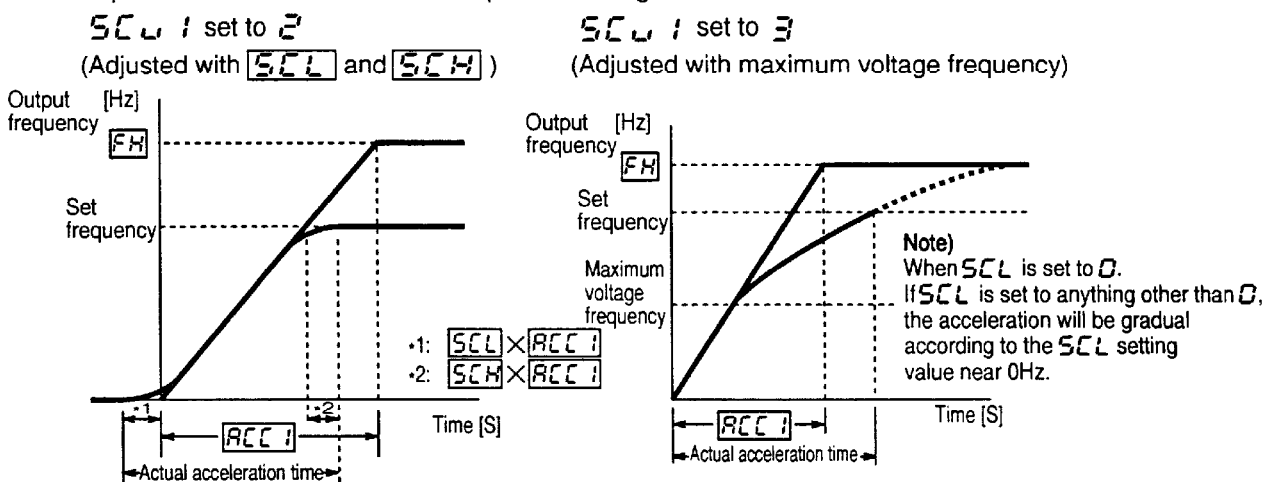 SCu1 set to 2
(Adjusted with SCL and SCH)
Output [Hz]
frequency
FH
Set
frequency
*1: SCL×ACC1
*2: SCH×ACC1
*1
*2
Time [S]
ACC1
Actual acceleration time
SCu1 set to 3
(Adjusted with maximum voltage frequency)
Output [Hz]
frequency
FH
Set
frequency
Maximum
voltage
frequency
Note)
When SCL is set to 0.
If SCL is set to anything other than 0,
the acceleration will be gradual
according to the SCL setting
value near 0Hz.
Time [S]
ACC1
Actual acceleration time